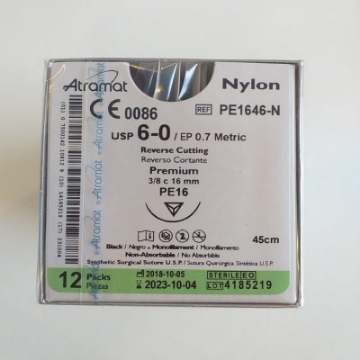 Atramat
Nylon
CE 0086
REF PE1646-N
USP 6-0 / EP 0.7 Metric
Reverse Cutting
Reverso Cortante
Premium
3/8 c 16 mm
PE16
Black / Negro • Monofilament / Monofilamento
45cm
Non-Absorbable / No Absorbible
Synthetic Surgical Suture U.S.P. / Sutura Quirúrgica Sintética U.S.P.
12 Packs
Piezas
2018-10-05
2023-10-04
STERILE EO
LOT 4185219
Atramat